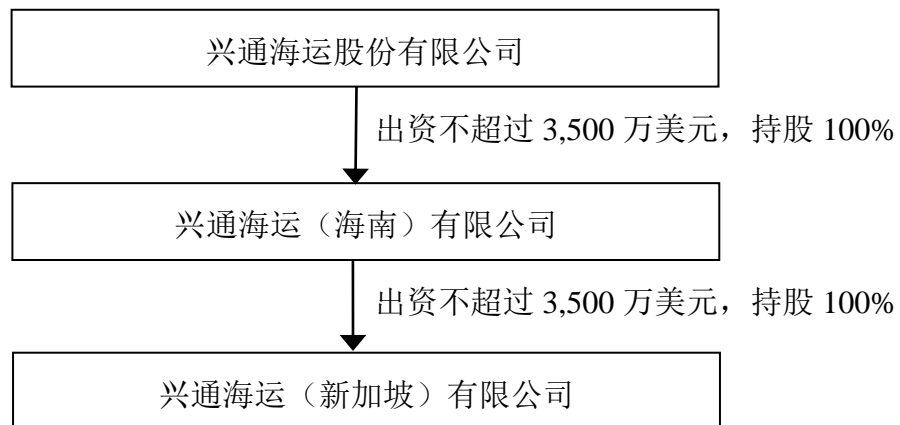 兴通海运股份有限公司
出资不超过 3,500 万美元，持股 100%
兴通海运（海南）有限公司
出资不超过 3,500 万美元，持股 100%
兴通海运（新加坡）有限公司